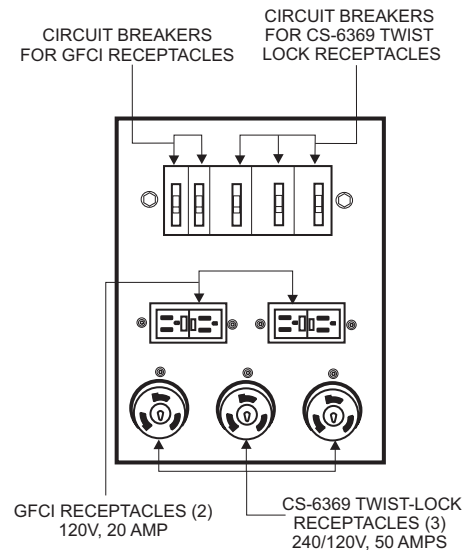 CIRCUIT BREAKERS
FOR GFCI RECEPTACLES
CIRCUIT BREAKERS
FOR CS-6369 TWIST
LOCK RECEPTACLES
GFCI RECEPTACLES (2)
120V, 20 AMP
CS-6369 TWIST-LOCK
RECEPTACLES (3)
240/120V, 50 AMPS